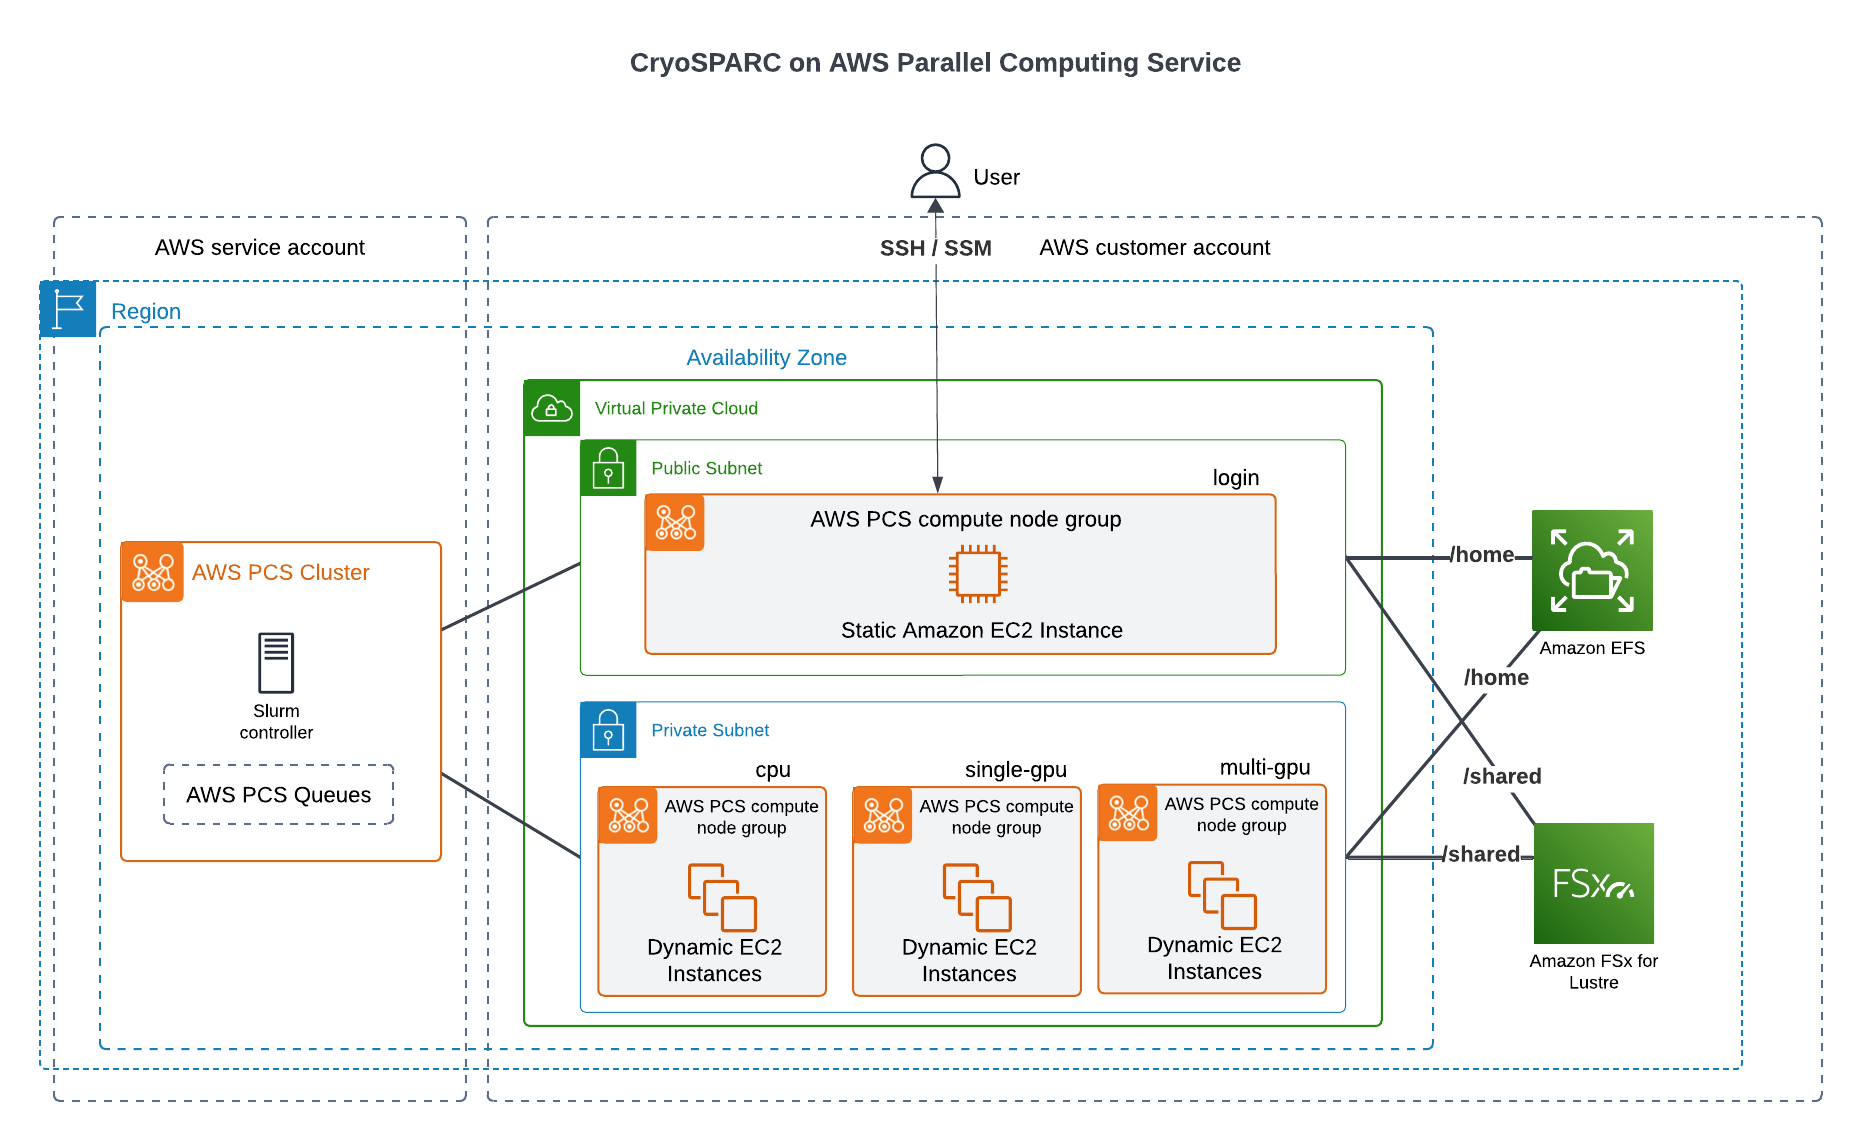 CryoSPARC on AWS Parallel Computing Service
User
AWS service account
SSH / SSM
AWS customer account
Region
Availability Zone
Virtual Private Cloud
Public Subnet
login
AWS PCS compute node group
Static Amazon EC2 Instance
AWS PCS Cluster
Slurm
controller
AWS PCS Queues
Private Subnet
cpu
AWS PCS compute
node group
Dynamic EC2
Instances
single-gpu
AWS PCS compute
node group
Dynamic EC2
Instances
multi-gpu
AWS PCS compute
node group
Dynamic EC2
Instances
/home
Amazon EFS
/home
/shared
/shared
FSx
Amazon FSx for
Lustre